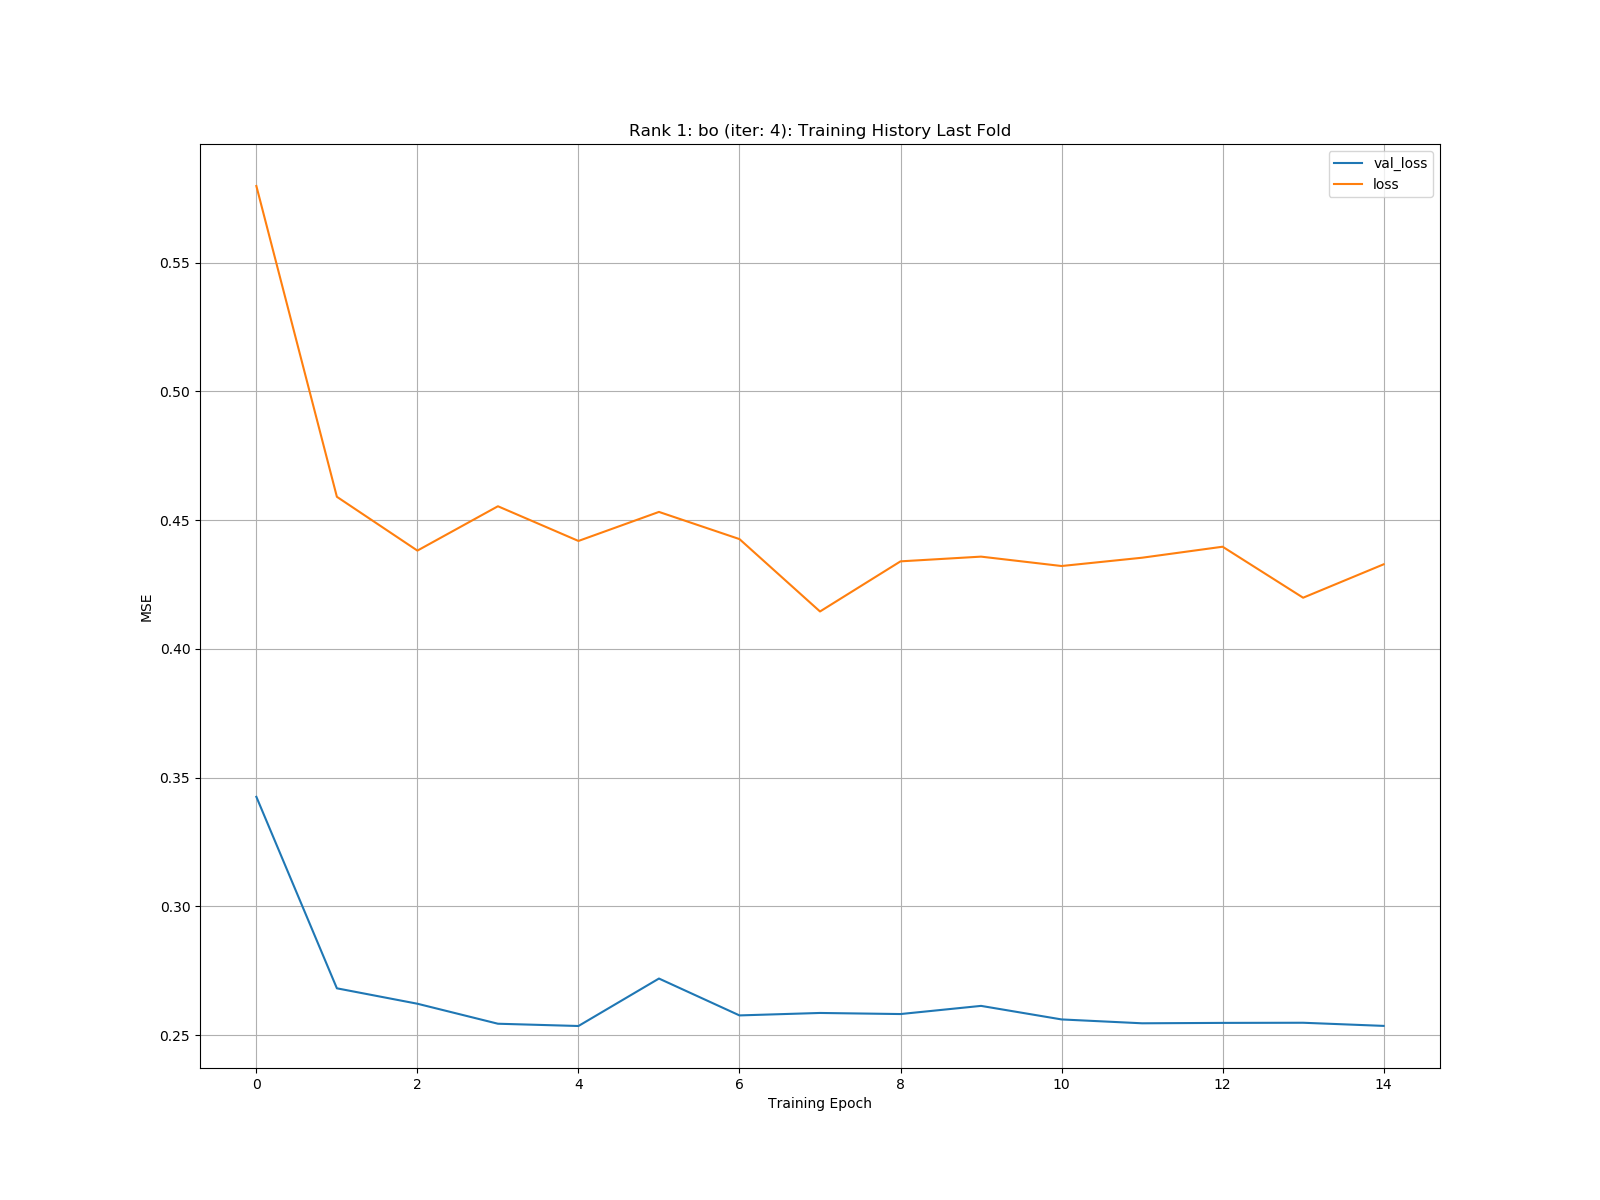 Rank 1: bo (iter: 4): Training History Last Fold
val_loss
loss
0.55
0.50
0.45
0.40
0.35
0.30
0.25
MSE
0 2 4 6 8 10 12 14
Training Epoch